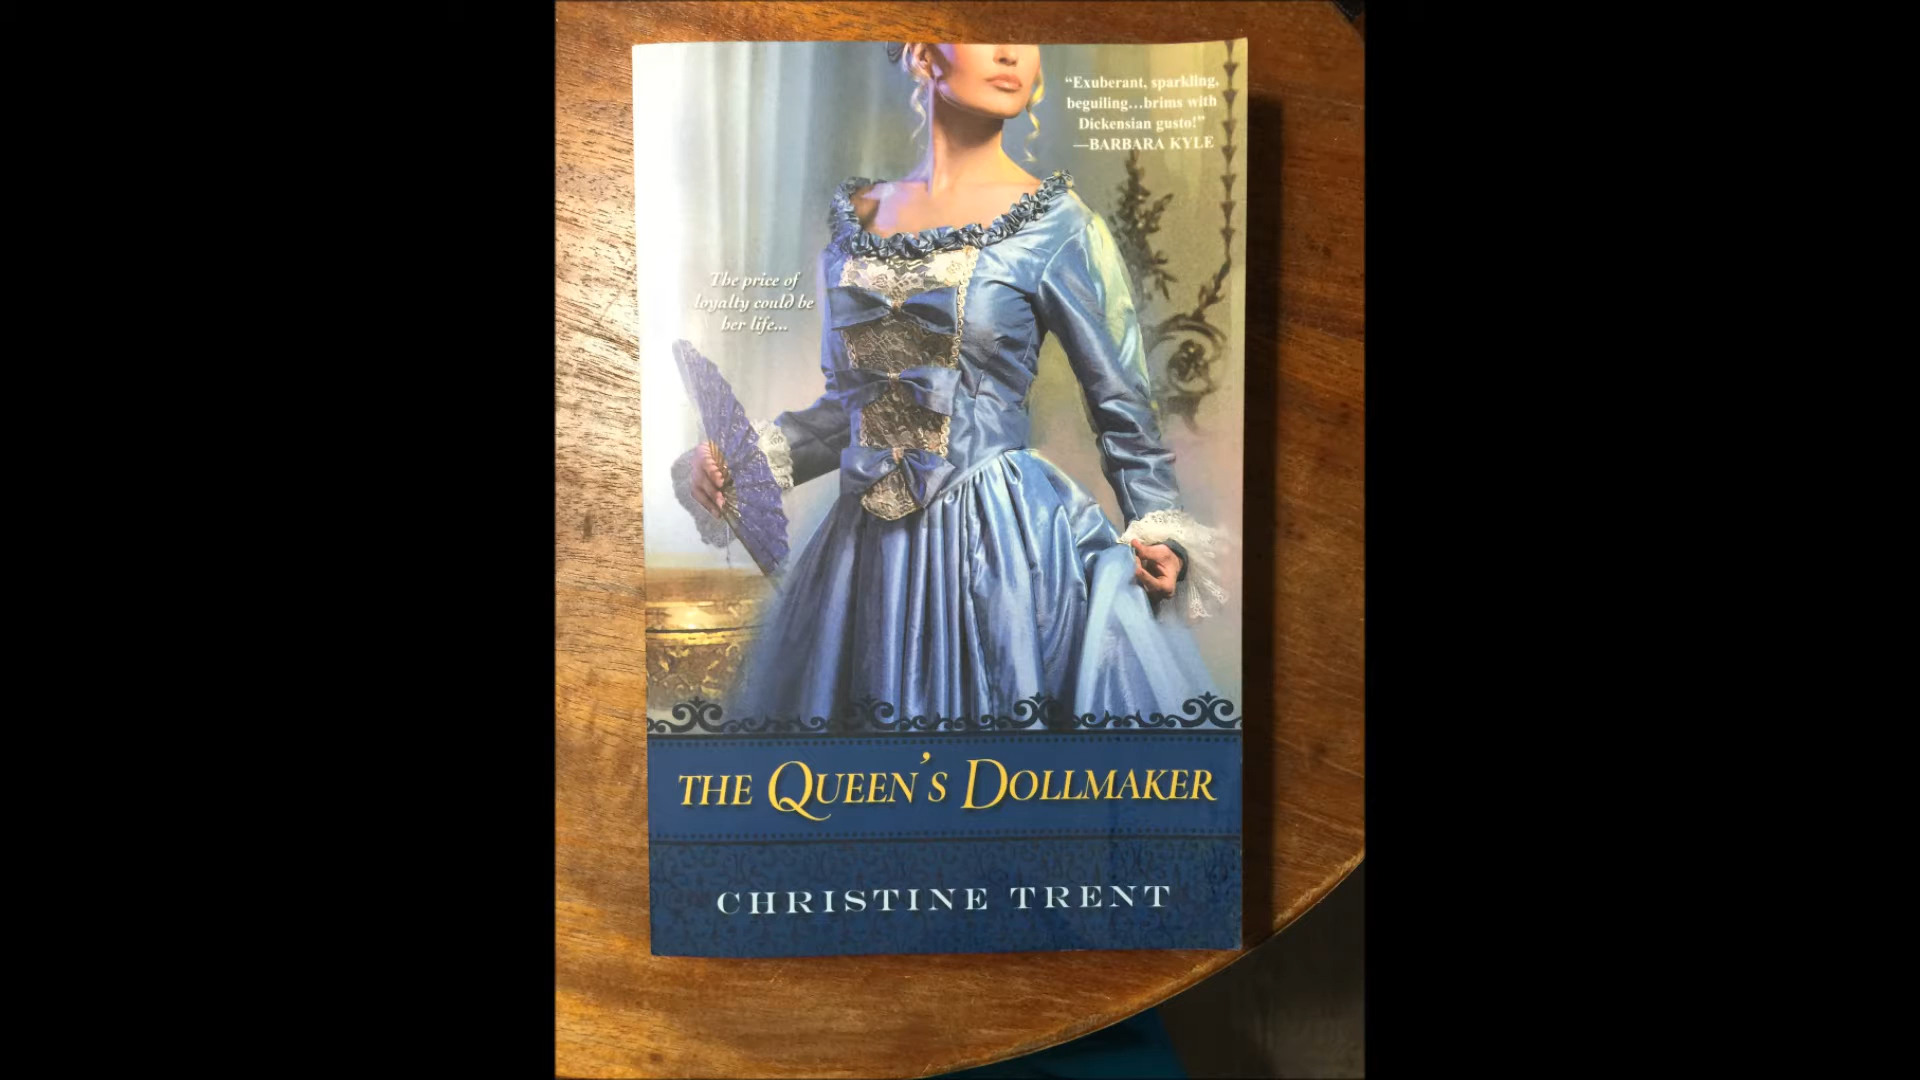 “Exuberant, sparkling,
beguiling...brims with
Dickensian gusto!”
—BARBARA KYLE
The price of
loyalty could be
her life...
THE QUEEN’S DOLLMAKER
CHRISTINE TRENT